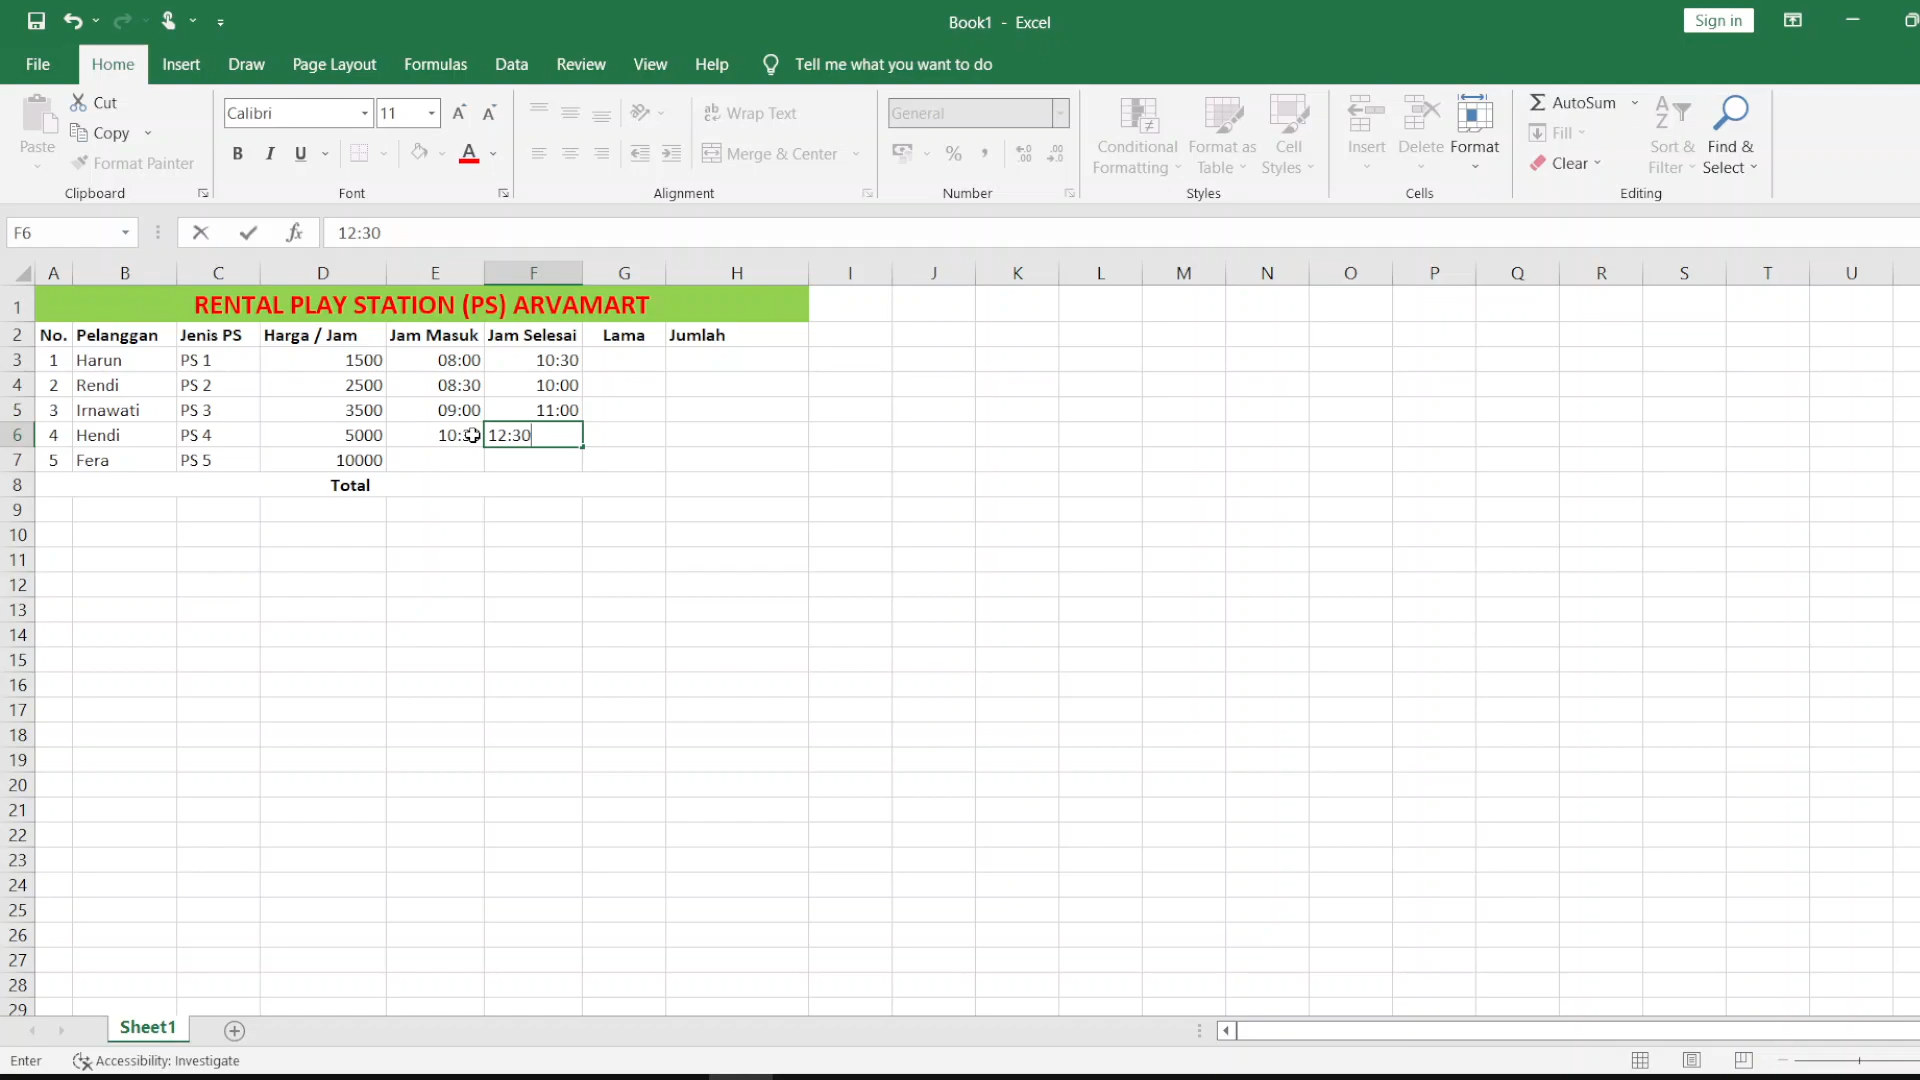 Book1 - Excel
Sign in
File Home Insert Draw Page Layout Formulas Data Review View Help Tell me what you want to do
Paste
Cut
Copy
Format Painter
Clipboard
Calibri 11
B I U
Font
Wrap Text
Merge & Center
Alignment
General
Number
Conditional Formatting
Format as Table
Cell Styles
Styles
Insert Delete Format
Cells
AutoSum
Fill
Clear
Sort & Filter
Find & Select
Editing
F6 fx 12:30
A B C D E F G H I J K L M N O P Q R S T U
1 RENTAL PLAY STATION (PS) ARVAMART
2 No. Pelanggan Jenis PS Harga / Jam Jam Masuk Jam Selesai Lama Jumlah
3 1 Harun PS 1 1500 08:00 10:30
4 2 Rendi PS 2 2500 08:30 10:00
5 3 Irnawati PS 3 3500 09:00 11:00
6 4 Hendi PS 4 5000 12:30
7 5 Fera PS 5 10000
8 Total
9
10
11
12
13
14
15
16
17
18
19
20
21
22
23
24
25
26
27
28
29
Sheet1
Enter Accessibility: Investigate